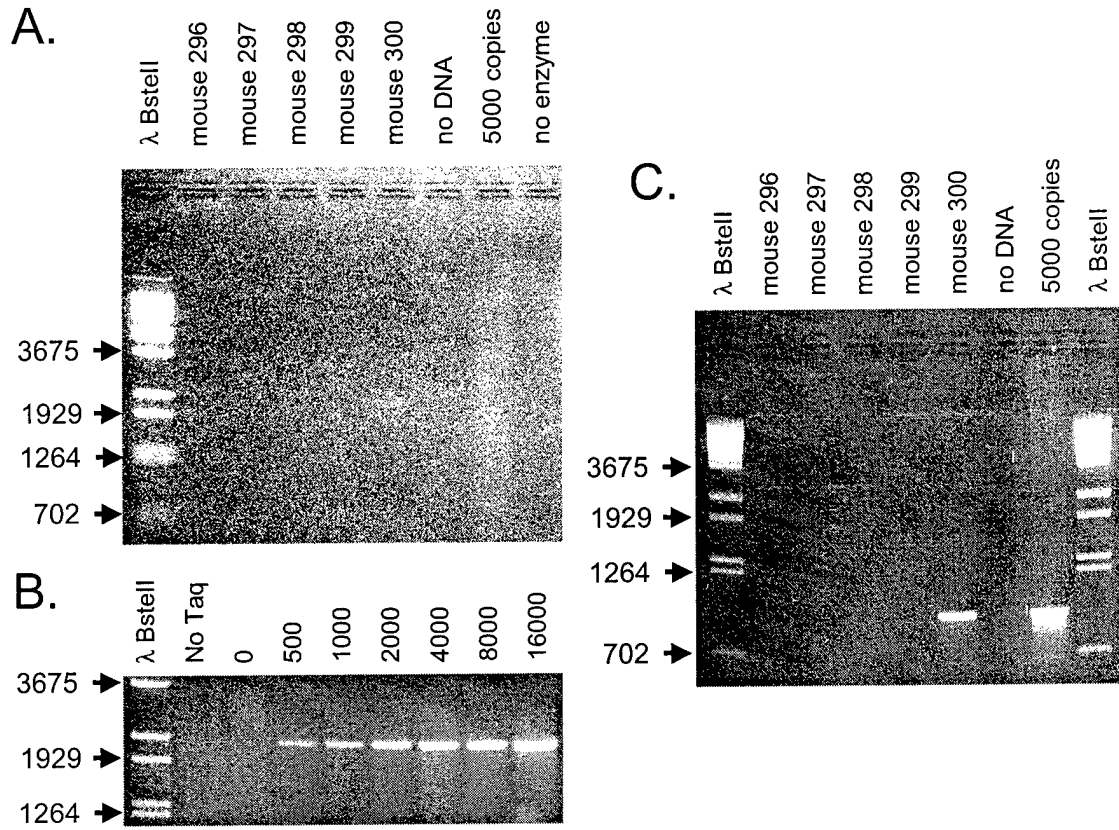 A.
λ BsteII
mouse 296
mouse 297
mouse 298
mouse 299
mouse 300
no DNA
5000 copies
no enzyme
3675
1929
1264
702
B.
λ BsteII
No Taq
0
500
1000
2000
4000
8000
16000
3675
1929
1264
C.
λ BsteII
mouse 296
mouse 297
mouse 298
mouse 299
mouse 300
no DNA
5000 copies
λ BsteII
3675
1929
1264
702